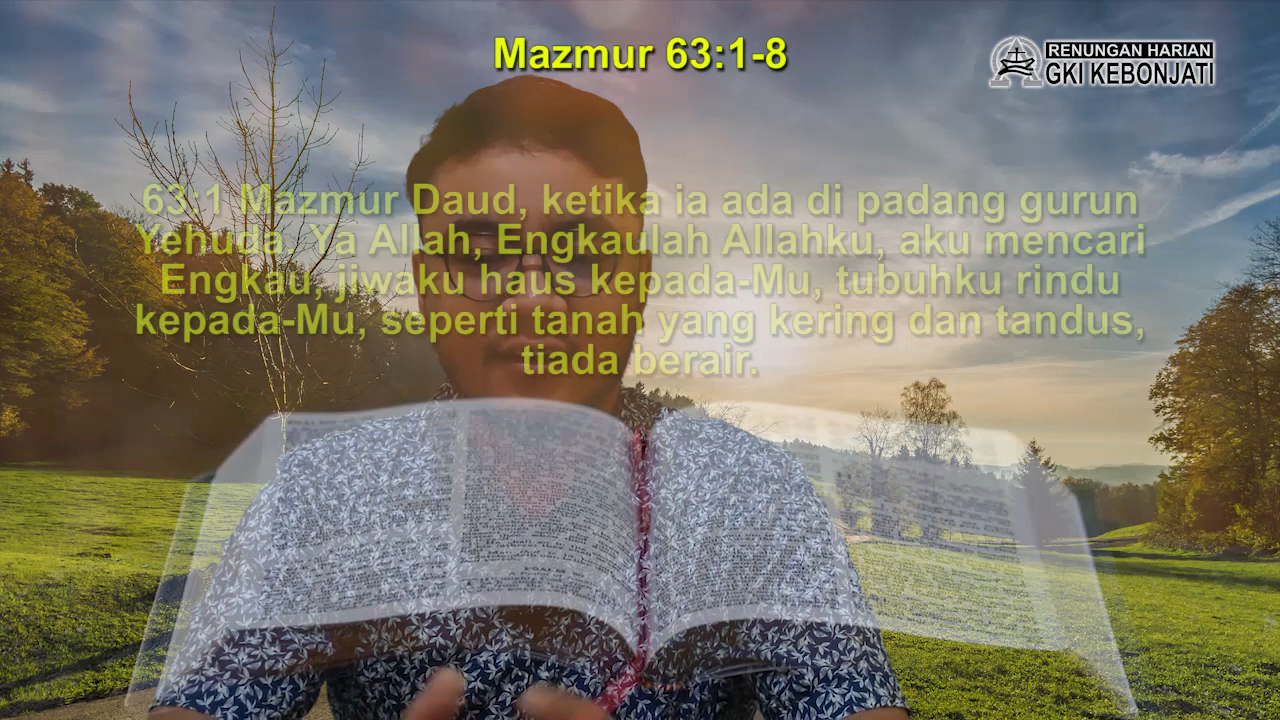 Mazmur 63:1-8
RENUNGAN HARIAN
GKI KEBONJATI
63:1 Mazmur Daud, ketika ia ada di padang gurun
Yehuda. Ya Allah, Engkaulah Allahku, aku mencari
Engkau, jiwaku haus kepada-Mu, tubuhku rindu
kepada-Mu, seperti tanah yang kering dan tandus,
tiada berair.